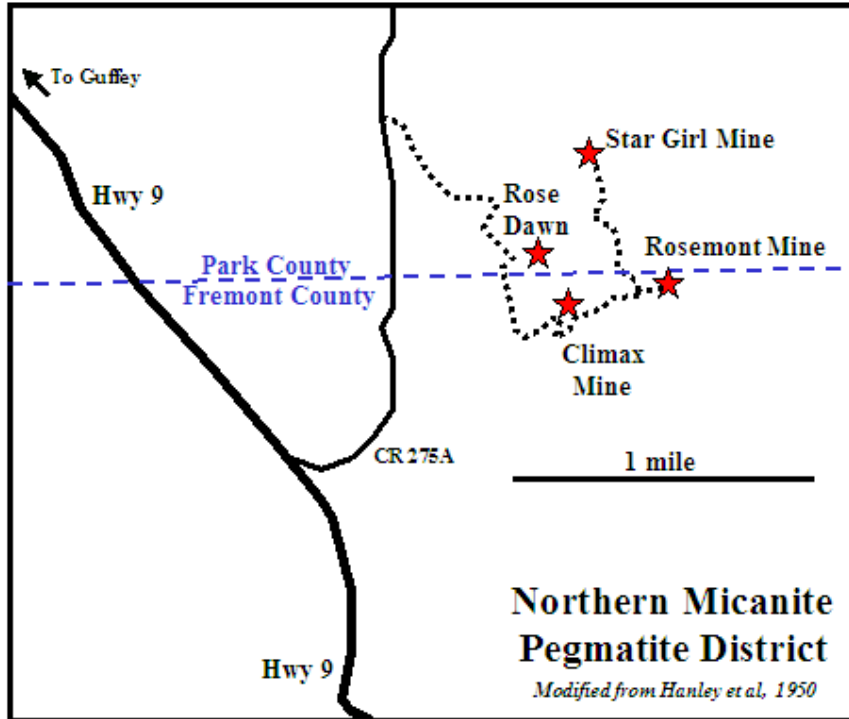 To Guffey
Star Girl Mine
Hwy 9
Rose
Dawn
Rosemont Mine
Park County
Fremont County
Climax
Mine
CR 275A
1 mile
Northern Micanite
Pegmatite District
Hwy 9
Modified from Hanley et al, 1950